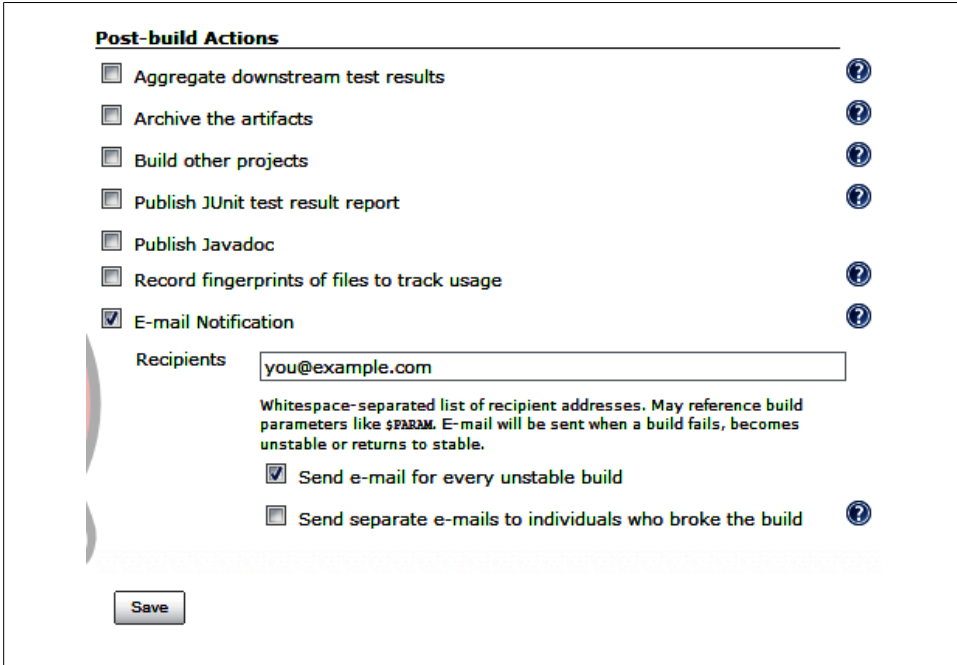 Post-build Actions
Aggregate downstream test results
?
Archive the artifacts
?
Build other projects
?
Publish JUnit test result report
?
Publish Javadoc
Record fingerprints of files to track usage
?
E-mail Notification
?
Recipients
you@example.com
Whitespace-separated list of recipient addresses. May reference build
parameters like $PARAM. E-mail will be sent when a build fails, becomes
unstable or returns to stable.
Send e-mail for every unstable build
Send separate e-mails to individuals who broke the build
?
Save